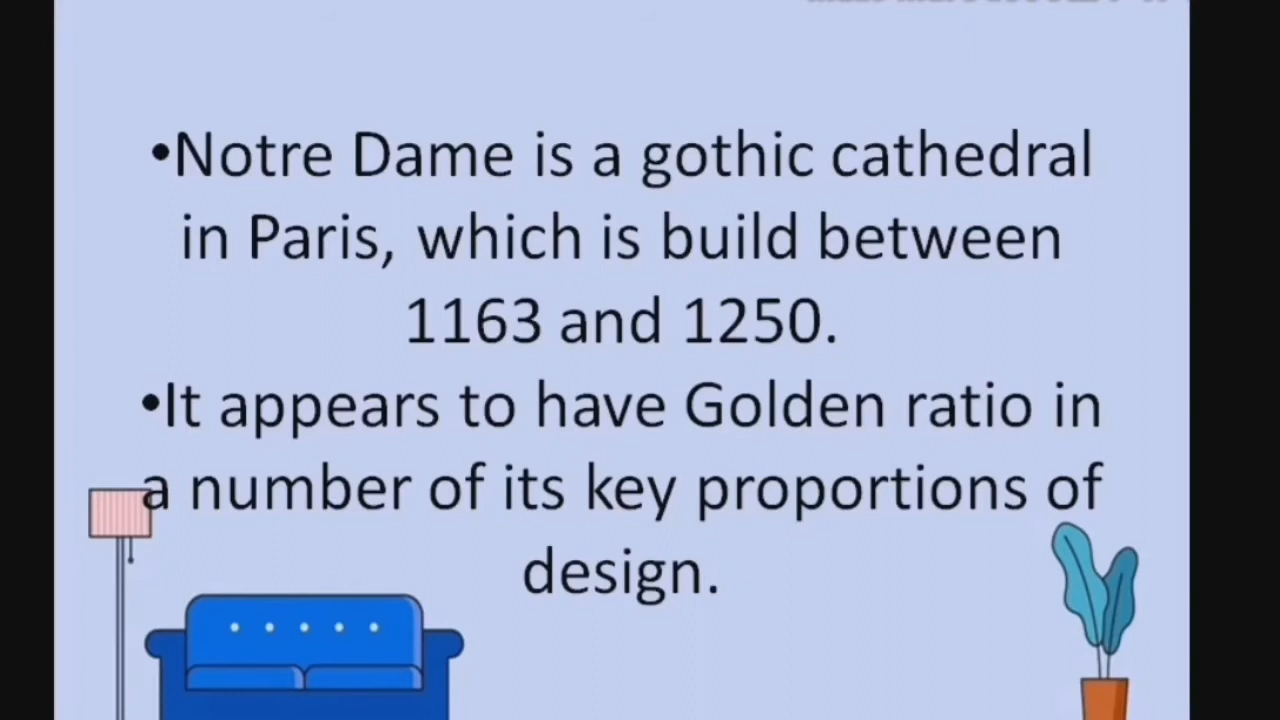 •Notre Dame is a gothic cathedral
in Paris, which is build between
1163 and 1250.
•It appears to have Golden ratio in
a number of its key proportions of
design.